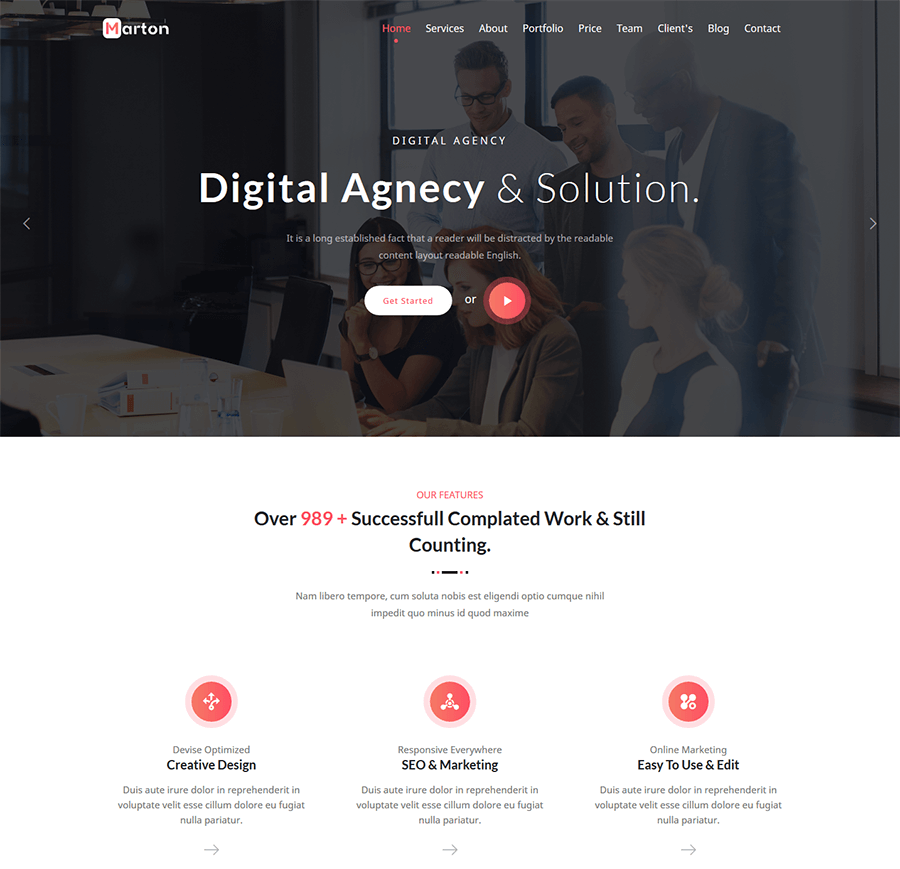 Marton
Home Services About Portfolio Price Team Client's Blog Contact
DIGITAL AGENCY
Digital Agnecy & Solution.
It is a long established fact that a reader will be distracted by the readable
content layout readable English.
Get Started or
OUR FEATURES
Over 989 + Successfull Complated Work & Still
Counting.
Nam libero tempore, cum soluta nobis est eligendi optio cumque nihil
impedit quo minus id quod maxime
Devise Optimized
Creative Design
Duis aute irure dolor in reprehenderit in
voluptate velit esse cillum dolore eu fugiat
nulla pariatur.
Responsive Everywhere
SEO & Marketing
Duis aute irure dolor in reprehenderit in
voluptate velit esse cillum dolore eu fugiat
nulla pariatur.
Online Marketing
Easy To Use & Edit
Duis aute irure dolor in reprehenderit in
voluptate velit esse cillum dolore eu fugiat
nulla pariatur.